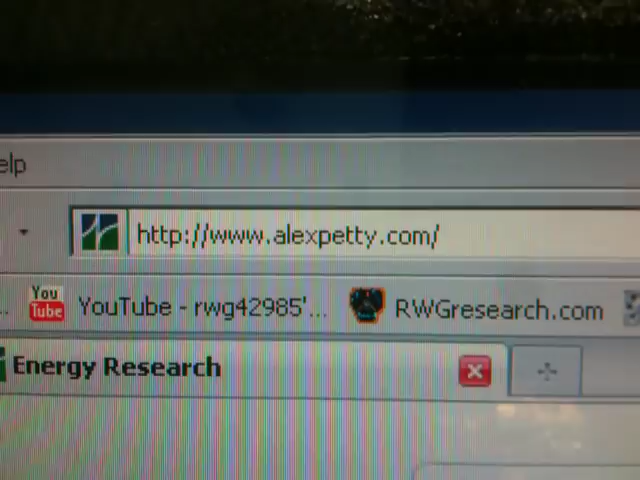 elp
http://www.alexpetty.com/
You Tube YouTube - rwg42985'... RWGresearch.com
Energy Research